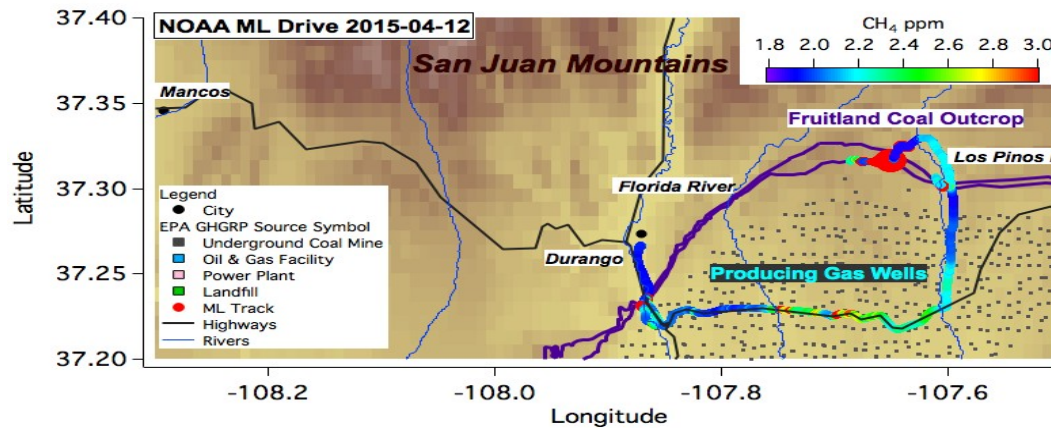 NOAA ML Drive 2015-04-12
CH4 ppm
1.8 2.0 2.2 2.4 2.6 2.8 3.0
San Juan Mountains
Mancos
Fruitland Coal Outcrop
Los Pinos
Florida River
Durango
Producing Gas Wells
Legend
City
EPA GHGRP Source Symbol
Underground Coal Mine
Oil & Gas Facility
Power Plant
Landfill
ML Track
Highways
Rivers
Latitude
37.40
37.35
37.30
37.25
37.20
-108.2 -108.0 -107.8 -107.6
Longitude